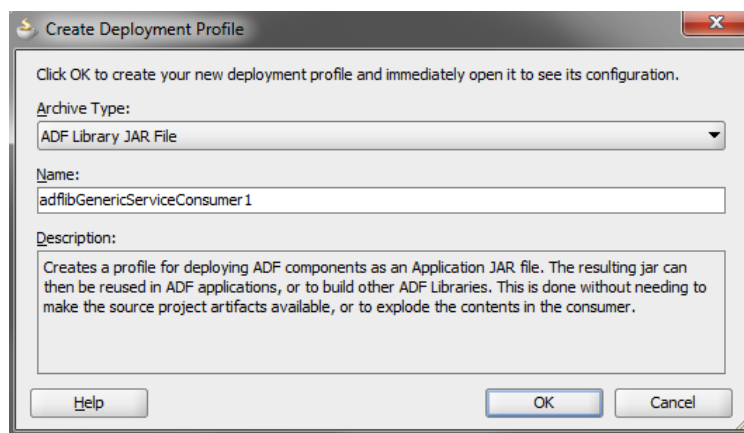 Create Deployment Profile
Click OK to create your new deployment profile and immediately open it to see its configuration.
Archive Type:
ADF Library JAR File
Name:
adflibGenericServiceConsumer1
Description:
Creates a profile for deploying ADF components as an Application JAR file. The resulting jar can
then be reused in ADF applications, or to build other ADF Libraries. This is done without needing to
make the source project artifacts available, or to explode the contents in the consumer.
Help OK Cancel